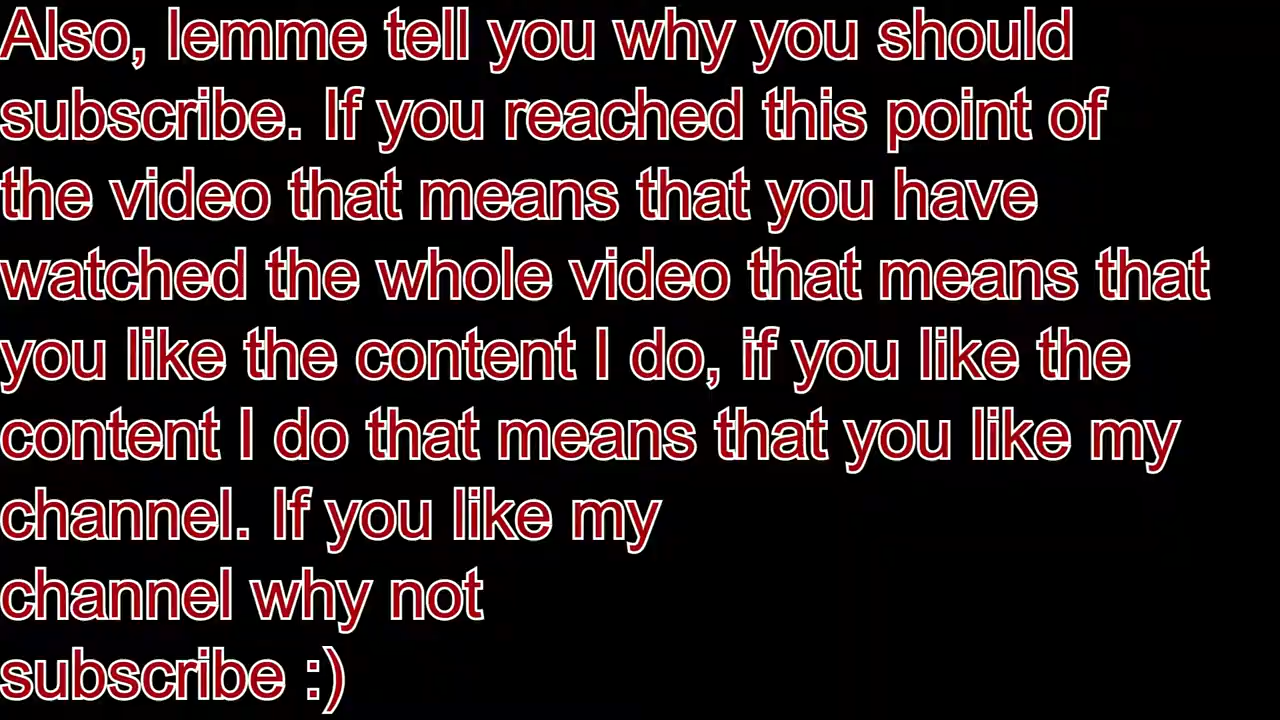 Also, lemme tell you why you should
subscribe. If you reached this point of
the video that means that you have
watched the whole video that means that
you like the content I do, if you like the
content I do that means that you like my
channel. If you like my
channel why not
subscribe :)